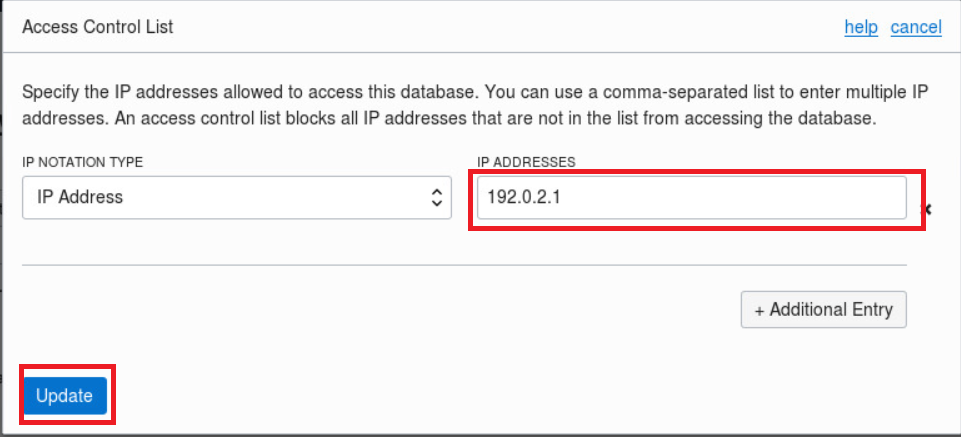 Access Control List
help cancel
Specify the IP addresses allowed to access this database. You can use a comma-separated list to enter multiple IP
addresses. An access control list blocks all IP addresses that are not in the list from accessing the database.
IP NOTATION TYPE
IP ADDRESSES
IP Address
192.0.2.1
+ Additional Entry
Update